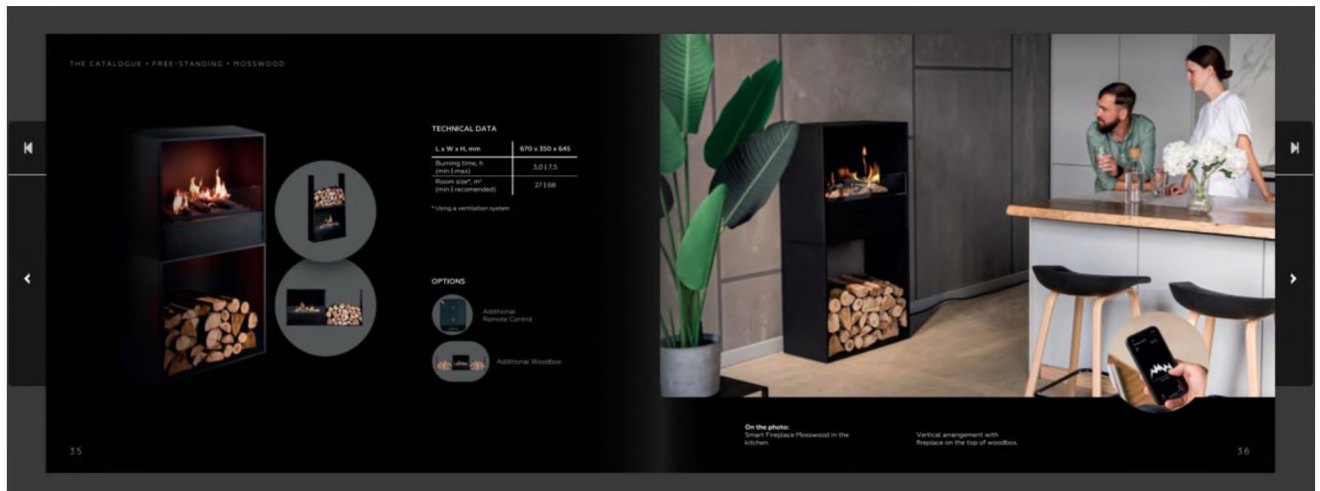 THE CATALOGUE • FREE-STANDING • MOSSWOOD
TECHNICAL DATA
L x W x H, mm 670 x 350 x 645
Burning time, h
(min | max) 3,0 | 7,5
Room size*, m²
(min | recomended) 27 | 68
* Using a ventilation system
OPTIONS
Additional
Remote Control
Additional Woodbox
35
On the photo:
Smart Fireplace Mosswood in the
kitchen.
Vertical arrangement with
fireplace on the top of woodbox.
36